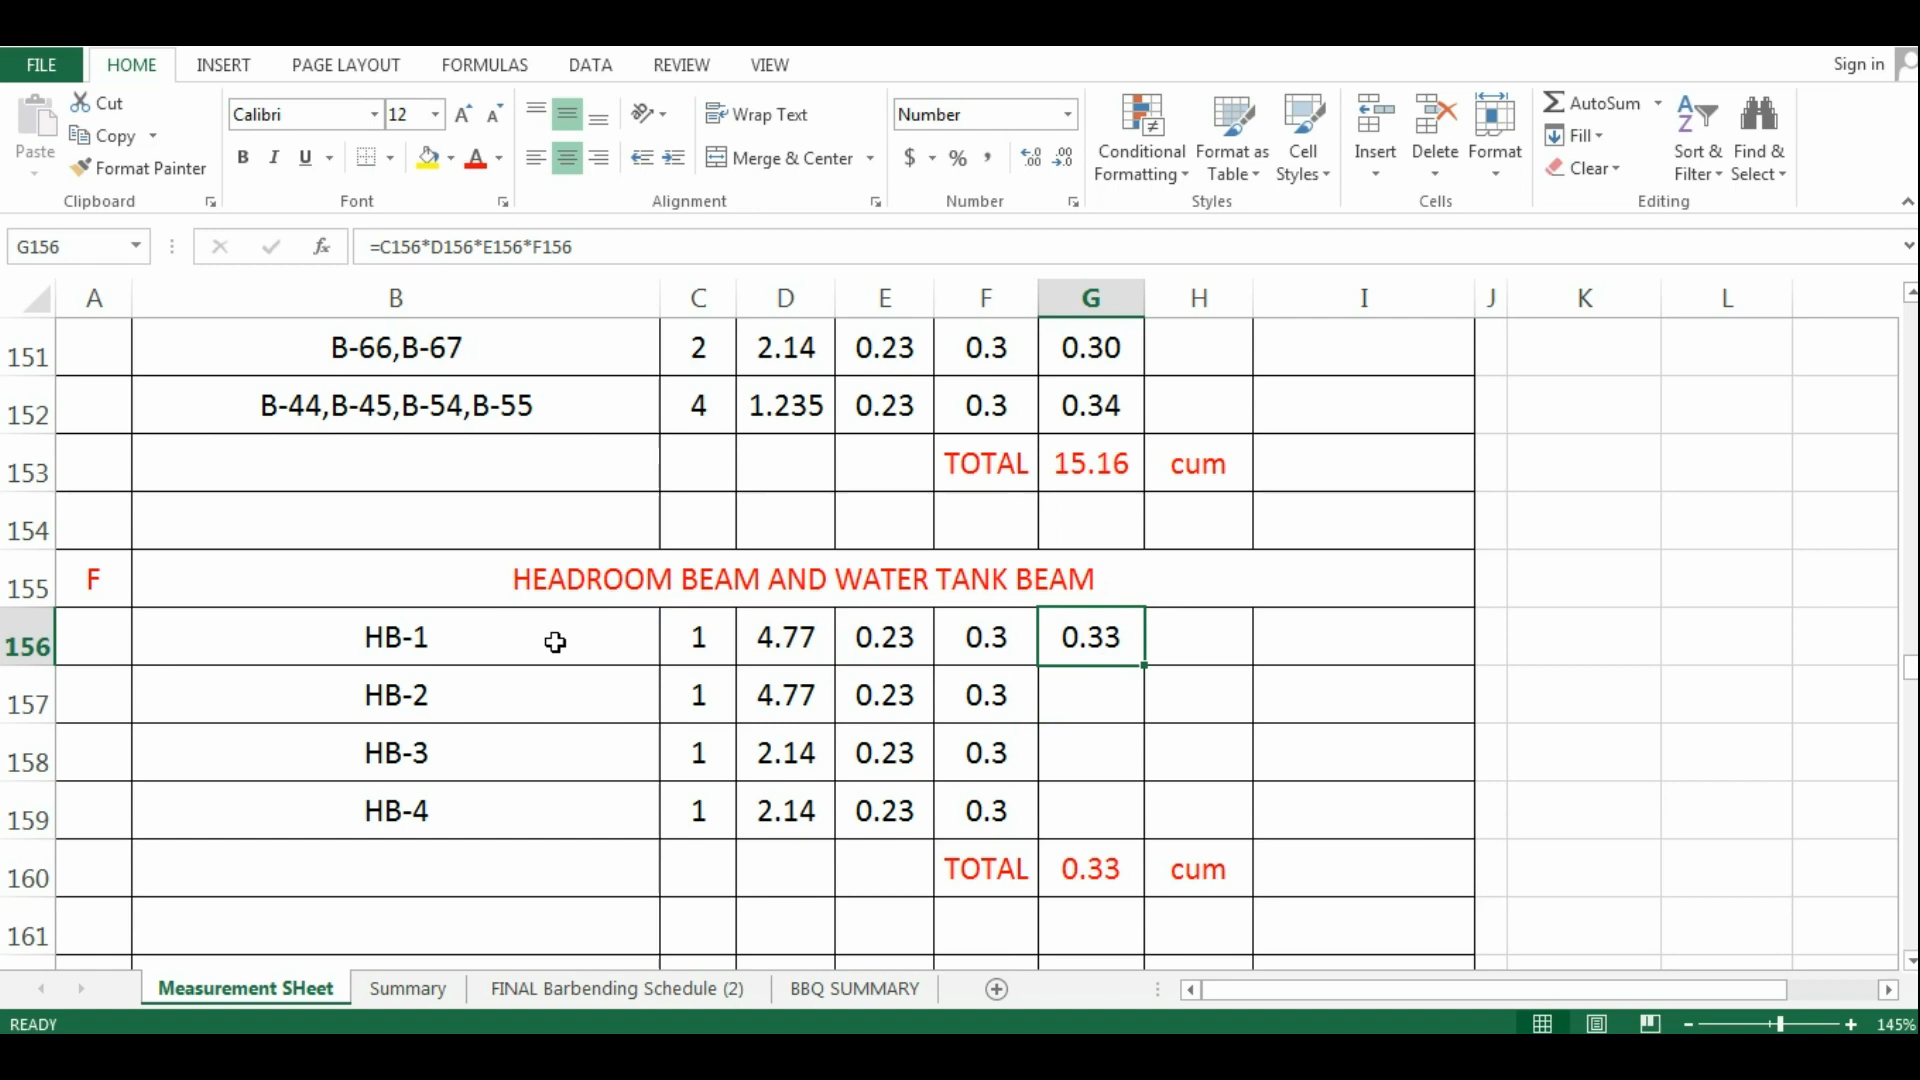 FILE HOME INSERT PAGE LAYOUT FORMULAS DATA REVIEW VIEW Sign in
Cut
Copy
Format Painter
Paste
Clipboard
Calibri 12
B I U A
Font
Wrap Text
Merge & Center
Alignment
Number
$ % ,
Number
Conditional Formatting
Format as Table
Cell Styles
Styles
Insert Delete Format
Cells
AutoSum
Fill
Clear
Sort & Filter
Find & Select
Editing
G156 fx =C156*D156*E156*F156
A B C D E F G H I J K L
151 B-66,B-67 2 2.14 0.23 0.3 0.30
152 B-44,B-45,B-54,B-55 4 1.235 0.23 0.3 0.34
153 TOTAL 15.16 cum
154
155 F HEADROOM BEAM AND WATER TANK BEAM
156 HB-1 1 4.77 0.23 0.3 0.33
157 HB-2 1 4.77 0.23 0.3
158 HB-3 1 2.14 0.23 0.3
159 HB-4 1 2.14 0.23 0.3
160 TOTAL 0.33 cum
161
Measurement SHeet Summary FINAL Barbending Schedule (2) BBQ SUMMARY
READY 145%